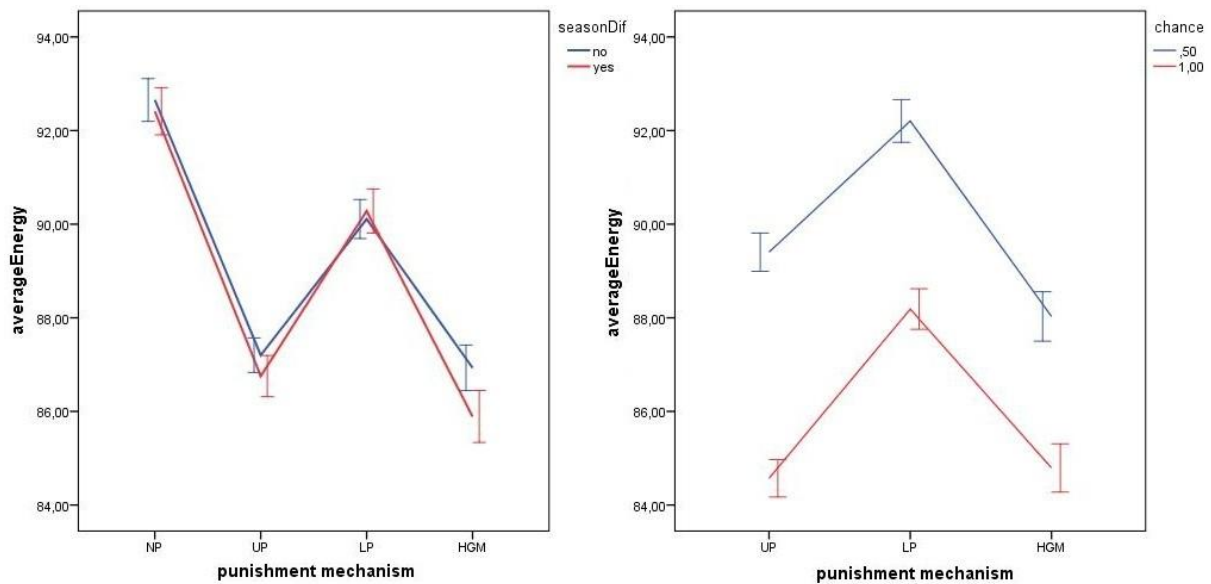 94,00
92,00
90,00
88,00
86,00
84,00
averageEnergy
NP UP LP HGM
punishment mechanism
seasonDif
no
yes
94,00
92,00
90,00
88,00
86,00
84,00
averageEnergy
UP LP HGM
punishment mechanism
chance
,50
1,00